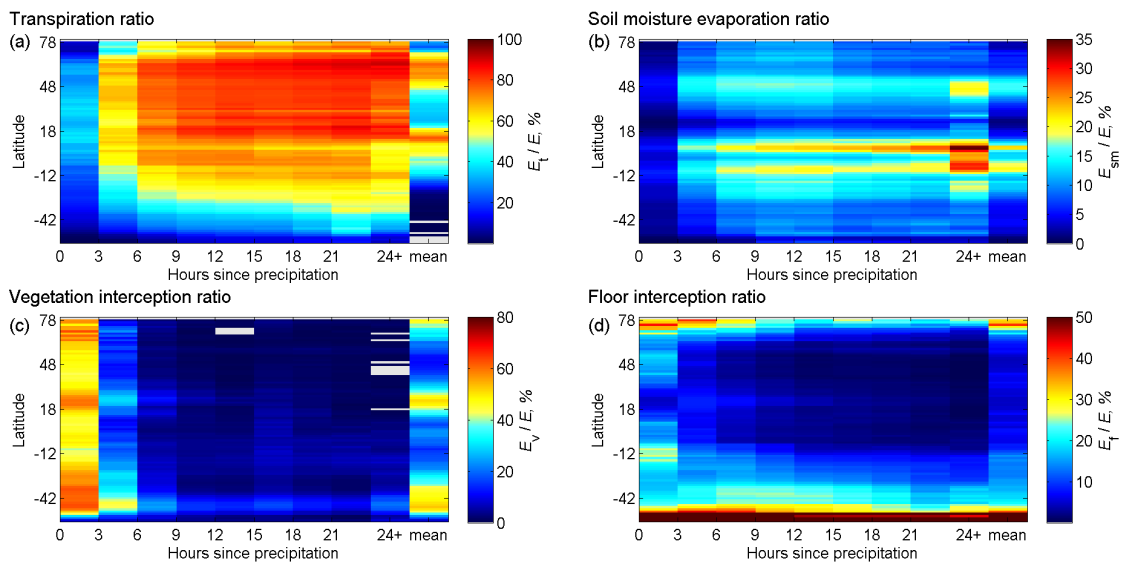 Transpiration ratio
(a)
78
48
18
-12
-42
Latitude
0 3 6 9 12 15 18 21 24+ mean
Hours since precipitation
100
80
60
40
20
Et / E, %
Soil moisture evaporation ratio
(b)
78
48
18
-12
-42
Latitude
0 3 6 9 12 15 18 21 24+ mean
Hours since precipitation
35
30
25
20
15
10
5
0
Esm / E, %
Vegetation interception ratio
(c)
78
48
18
-12
-42
Latitude
0 3 6 9 12 15 18 21 24+ mean
Hours since precipitation
80
60
40
20
0
Ev / E, %
Floor interception ratio
(d)
78
48
18
-12
-42
Latitude
0 3 6 9 12 15 18 21 24+ mean
Hours since precipitation
50
40
30
20
10
Ef / E, %